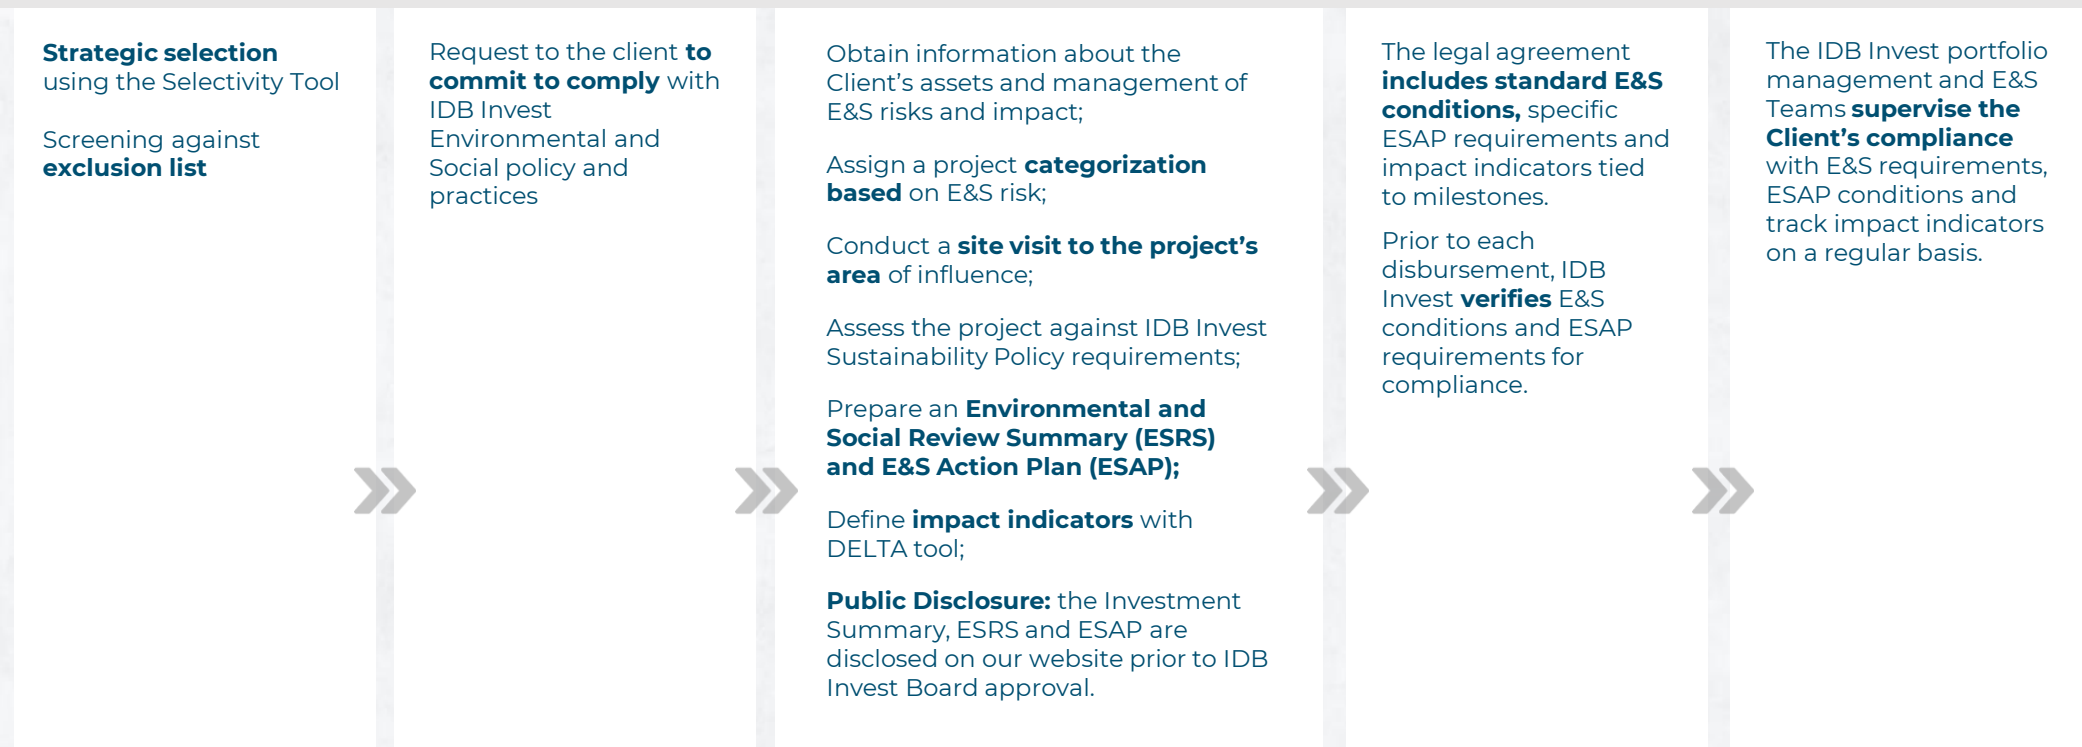 Strategic selection
using the Selectivity Tool
Screening against
exclusion list
Request to the client to
commit to comply with
IDB Invest
Environmental and
Social policy and
practices
Obtain information about the
Client's assets and management of
E&S risks and impact;
Assign a project categorization
based on E&S risk;
Conduct a site visit to the project's
area of influence;
Assess the project against IDB Invest
Sustainability Policy requirements;
Prepare an Environmental and
Social Review Summary (ESRS)
and E&S Action Plan (ESAP);
Define impact indicators with
DELTA tool;
Public Disclosure: the Investment
Summary, ESRS and ESAP are
disclosed on our website prior to IDB
Invest Board approval.
The legal agreement
includes standard E&S
conditions, specific
ESAP requirements and
impact indicators tied
to milestones.
Prior to each
disbursement, IDB
Invest verifies E&S
conditions and ESAP
requirements for
compliance.
The IDB Invest portfolio
management and E&S
Teams supervise the
Client's compliance
with E&S requirements,
ESAP conditions and
track impact indicators
on a regular basis.